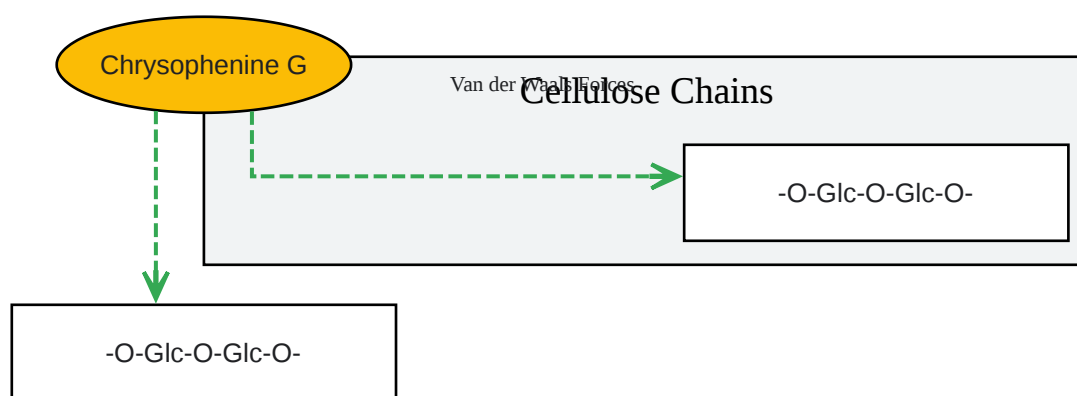 Chrysophenine G
Van der Waals Forces
Cellulose Chains
-O-Glc-O-Glc-O-
-O-Glc-O-Glc-O-